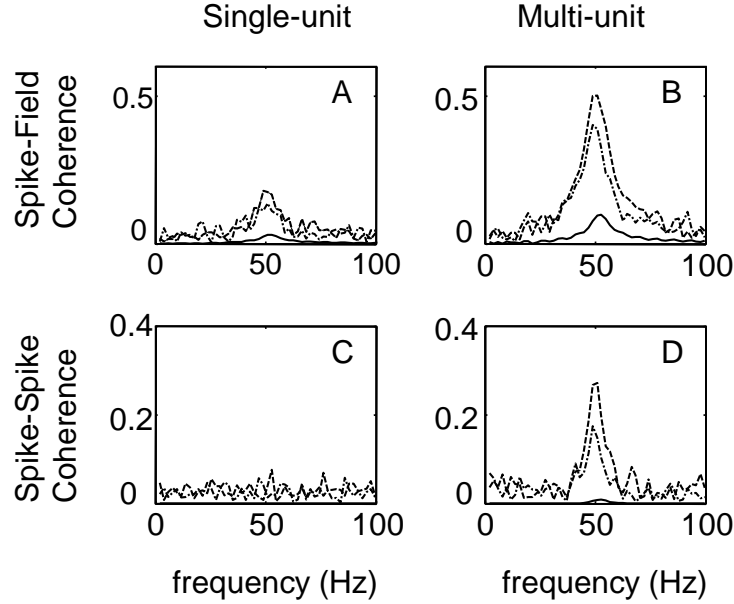 Single-unit
Multi-unit
Spike-Field
Coherence
0.5
0
A
0 50 100
0.5
0
B
0 50 100
Spike-Spike
Coherence
0.4
0.2
0
C
0 50 100
frequency (Hz)
0.4
0.2
0
D
0 50 100
frequency (Hz)